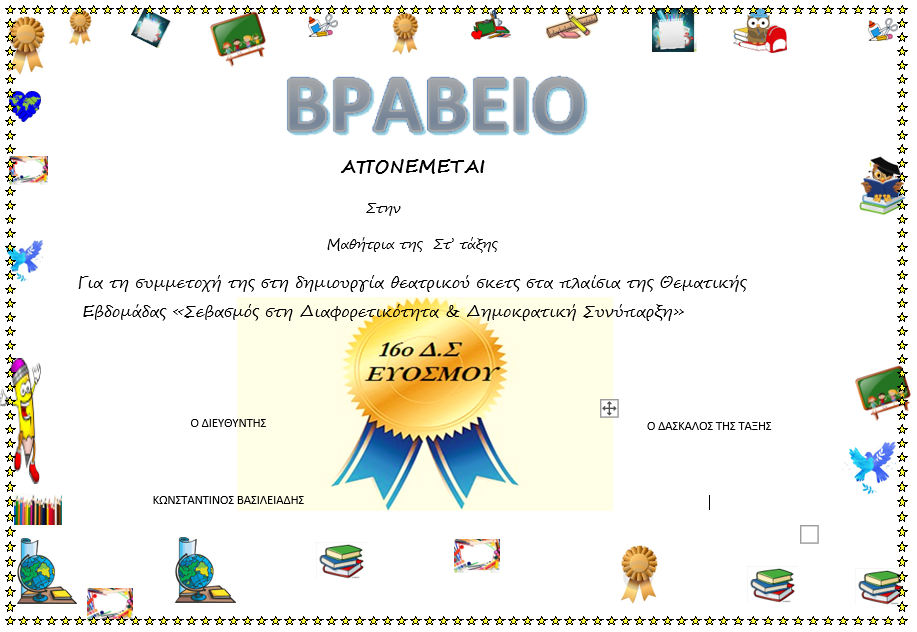 ΒΡΑΒΕΙΟ
ΑΠΟΝΕΜΕΤΑΙ
Στην
Μαθήτρια της Στ' τάξης
Για τη συμμετοχή της στη δημιουργία θεατρικού σκετς στα πλαίσια της Θεματικής
Εβδομάδας «Σεβασμός στη Διαφορετικότητα & Δημοκρατική Συνύπαρξη»
16ο Δ.Σ
ΕΥΟΣΜΟΥ
Ο ΔΙΕΥΘΥΝΤΗΣ
Ο ΔΑΣΚΑΛΟΣ ΤΗΣ ΤΑΞΗΣ
ΚΩΝΣΤΑΝΤΙΝΟΣ ΒΑΣΙΛΕΙΑΔΗΣ